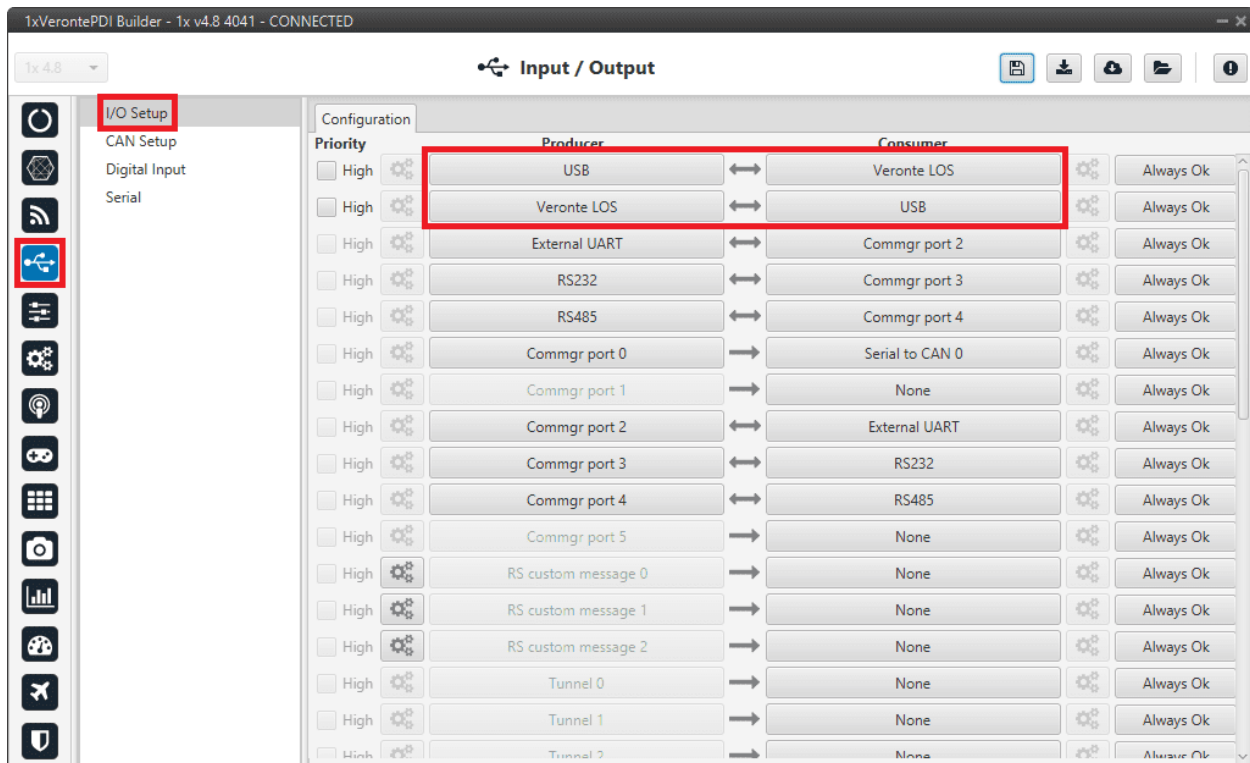 1xVerontePDI Builder - 1x v4.8 4041 - CONNECTED
1x 4.8
Input / Output
I/O Setup
CAN Setup
Digital Input
Serial
Configuration
Priority Producer Consumer
High USB Veronte LOS Always Ok
High Veronte LOS USB Always Ok
High External UART Commgr port 2 Always Ok
High RS232 Commgr port 3 Always Ok
High RS485 Commgr port 4 Always Ok
High Commgr port 0 Serial to CAN 0 Always Ok
High Commgr port 1 None Always Ok
High Commgr port 2 External UART Always Ok
High Commgr port 3 RS232 Always Ok
High Commgr port 4 RS485 Always Ok
High Commgr port 5 None Always Ok
High RS custom message 0 None Always Ok
High RS custom message 1 None Always Ok
High RS custom message 2 None Always Ok
High Tunnel 0 None Always Ok
High Tunnel 1 None Always Ok
High Tunnel 2 None Always Ok